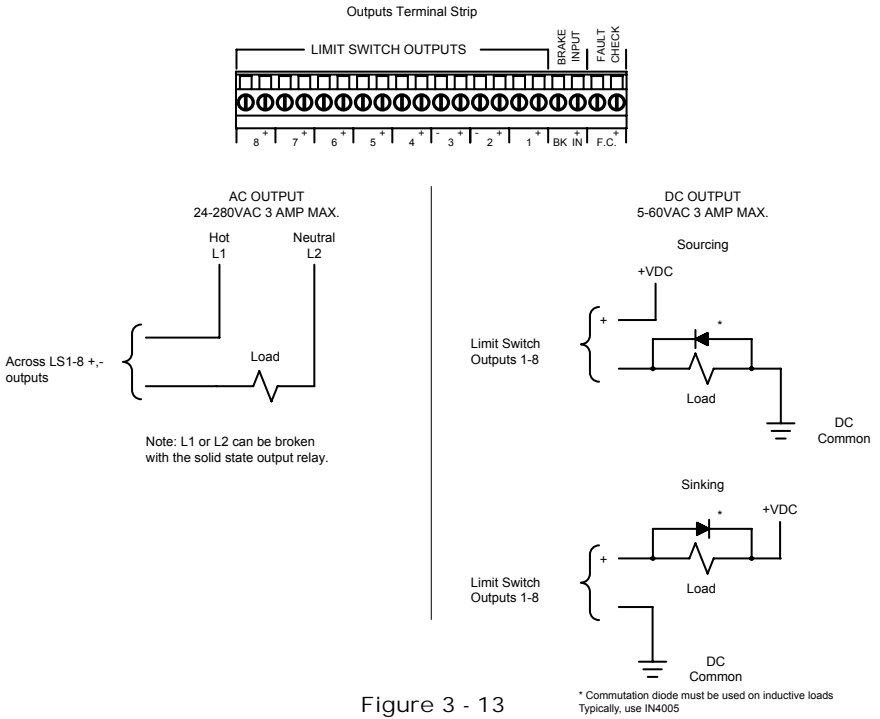 Outputs Terminal Strip
LIMIT SWITCH OUTPUTS
BRAKE
INPUT
FAULT
CHECK
8 + 7 + 6 + 5 + 4 + - 3 + - 2 + 1 + BK IN + F.C. +
AC OUTPUT
24-280VAC 3 AMP MAX.
Hot
L1
Neutral
L2
Across LS1-8 +,-
outputs
Load
Note: L1 or L2 can be broken
with the solid state output relay.
DC OUTPUT
5-60VAC 3 AMP MAX.
Sourcing
+VDC
+
*
Limit Switch
Outputs 1-8
Load
DC
Common
Sinking
+VDC
*
+
Limit Switch
Outputs 1-8
Load
DC
Common
* Commutation diode must be used on inductive loads
Typically, use IN4005
Figure 3 - 13